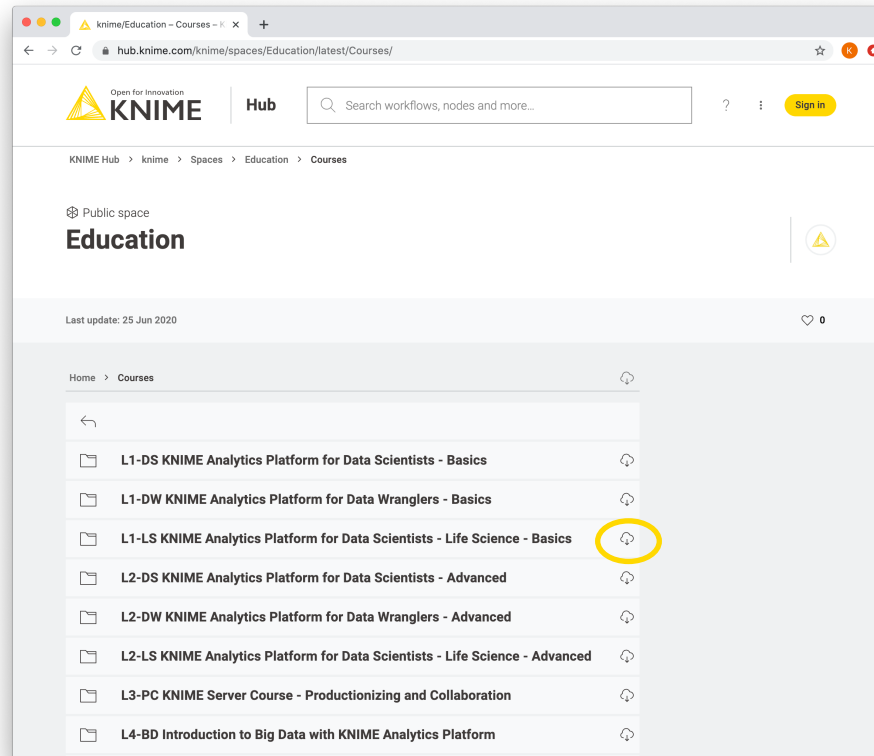 knime/Education – Courses – K
hub.knime.com/knime/spaces/Education/latest/Courses/
K
Open for Innovation
KNIME
Hub
Search workflows, nodes and more...
?
Sign in
KNIME Hub > knime > Spaces > Education > Courses
Public space
Education
Last update: 25 Jun 2020
0
Home > Courses
L1-DS KNIME Analytics Platform for Data Scientists - Basics
L1-DW KNIME Analytics Platform for Data Wranglers - Basics
L1-LS KNIME Analytics Platform for Data Scientists - Life Science - Basics
L2-DS KNIME Analytics Platform for Data Scientists - Advanced
L2-DW KNIME Analytics Platform for Data Wranglers - Advanced
L2-LS KNIME Analytics Platform for Data Scientists - Life Science - Advanced
L3-PC KNIME Server Course - Productionizing and Collaboration
L4-BD Introduction to Big Data with KNIME Analytics Platform